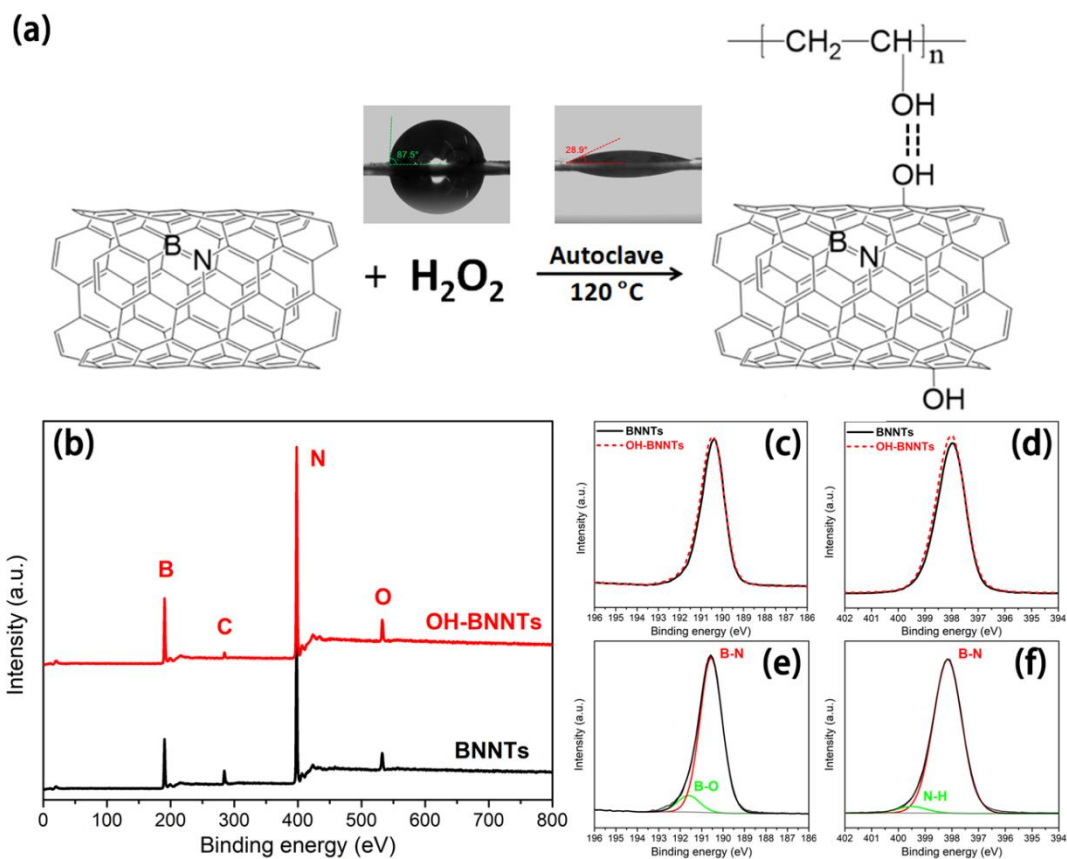 (a)
CH2
CH
n
OH
OH
87.5°
28.9°
B
N
+ H2O2
Autoclave
120 °C
B
N
OH
(b)
N
B
C
O
OH-BNNTs
BNNTs
Intensity (a.u.)
0 100 200 300 400 500 600 700 800
Binding energy (eV)
BNNTs
OH-BNNTs
(c)
Intensity (a.u.)
196 195 194 193 192 191 190 189 188 187 186
Binding energy (eV)
BNNTs
OH-BNNTs
(d)
Intensity (a.u.)
402 401 400 399 398 397 396 395 394
Binding energy (eV)
B-N
(e)
B-O
Intensity (a.u.)
196 195 194 193 192 191 190 189 188 187 186
Binding energy (eV)
B-N
(f)
N-H
Intensity (a.u.)
402 401 400 399 398 397 396 395 394
Binding energy (eV)